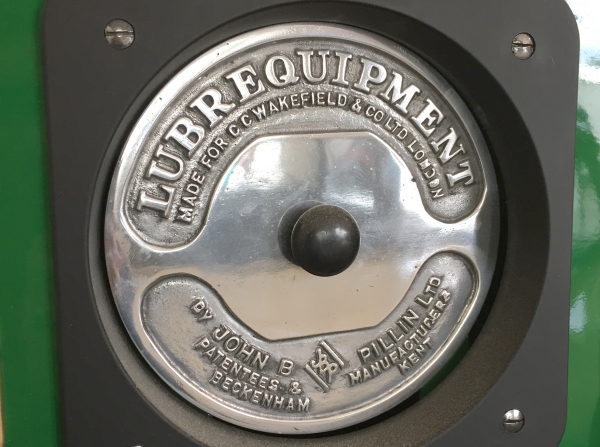 LUBREQUIPMENT
MADE FOR C C WAKEFIELD & CO LTD LONDON
BY JOHN B PILLIN LTD
PATENTEES & MANUFACTURERS
BECKENHAM KENT